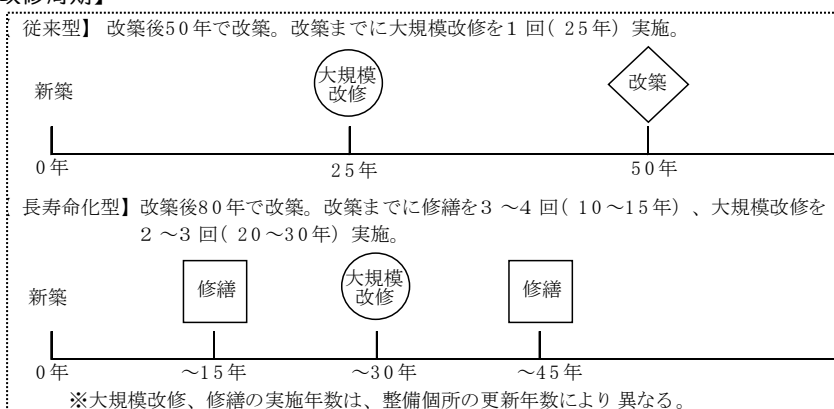 従来型】 改築後50年で改築。改築までに大規模改修を1回(25年)実施。
新築
大規模
改修
改築
0年
25年
50年
長寿命化型】改築後80年で改築。改築までに修繕を3～4回(10～15年)、大規模改修を
2～3回(20～30年)実施。
新築
修繕
大規模
改修
修繕
0年
～15年
～30年
～45年
※大規模改修、修繕の実施年数は、整備個所の更新年数により異なる。